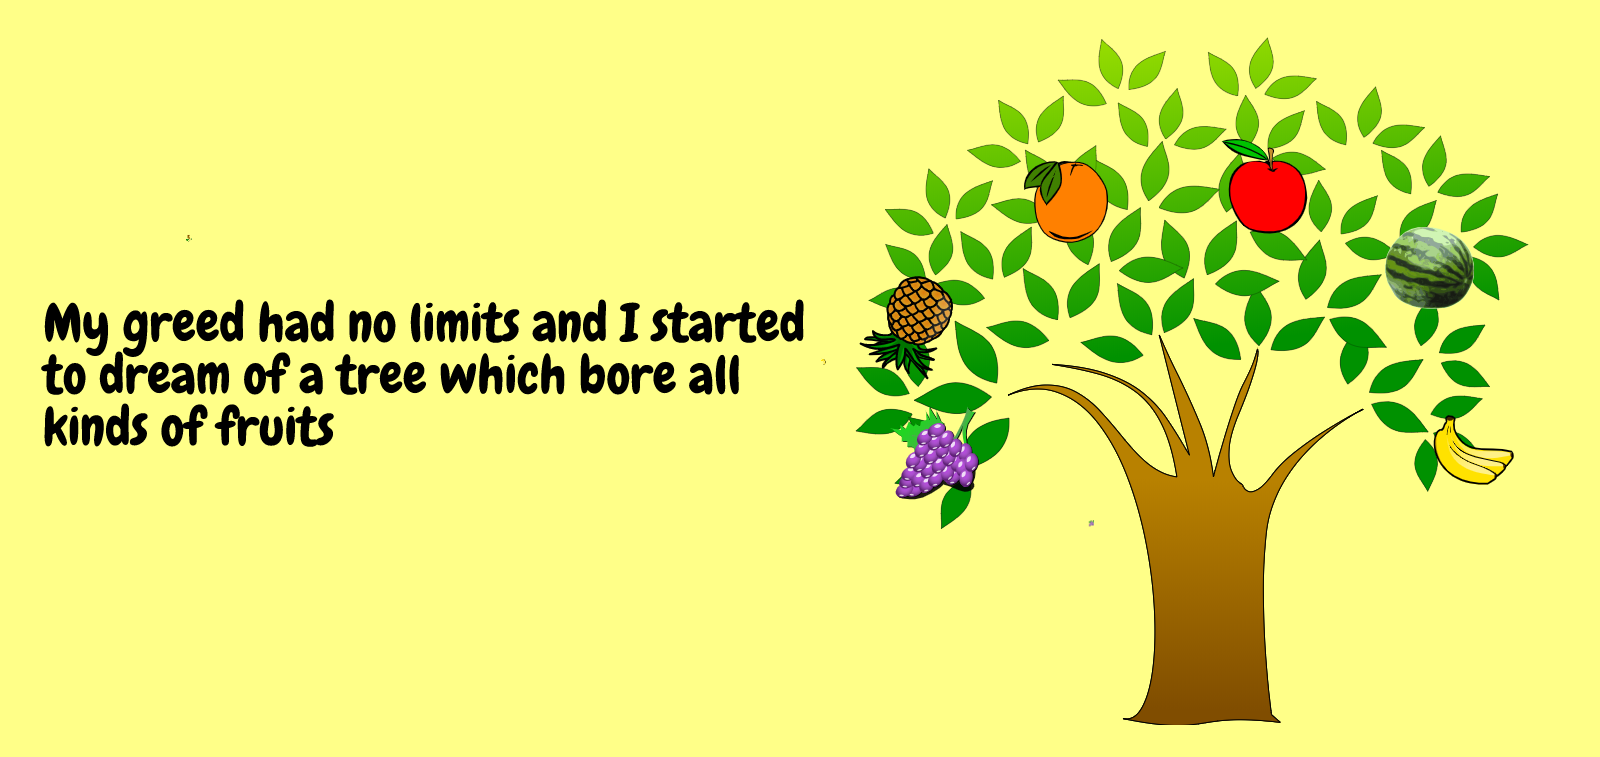 My greed had no limits and I started
to dream of a tree which bore all
kinds of fruits